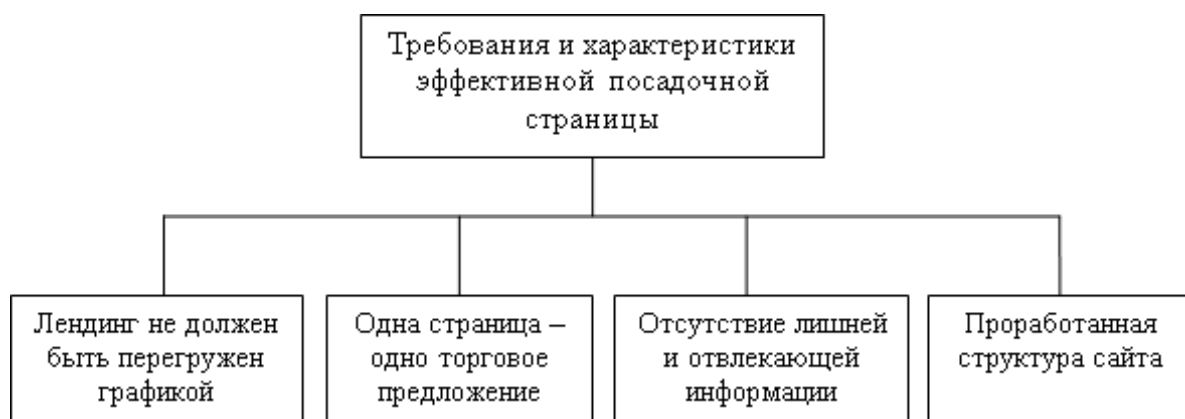 Требования и характеристики
эффективной посадочной
страницы
Лендинг не должен
быть перегружен
графикой
Одна страница –
одно торговое
предложение
Отсутствие лишней
и отвлекающей
информации
Проработанная
структура сайта